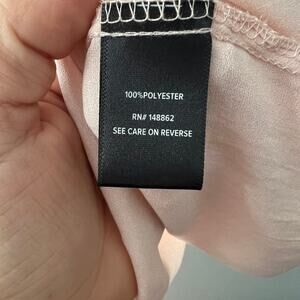 100%POLYESTER
RN# 148862
SEE CARE ON REVERSE